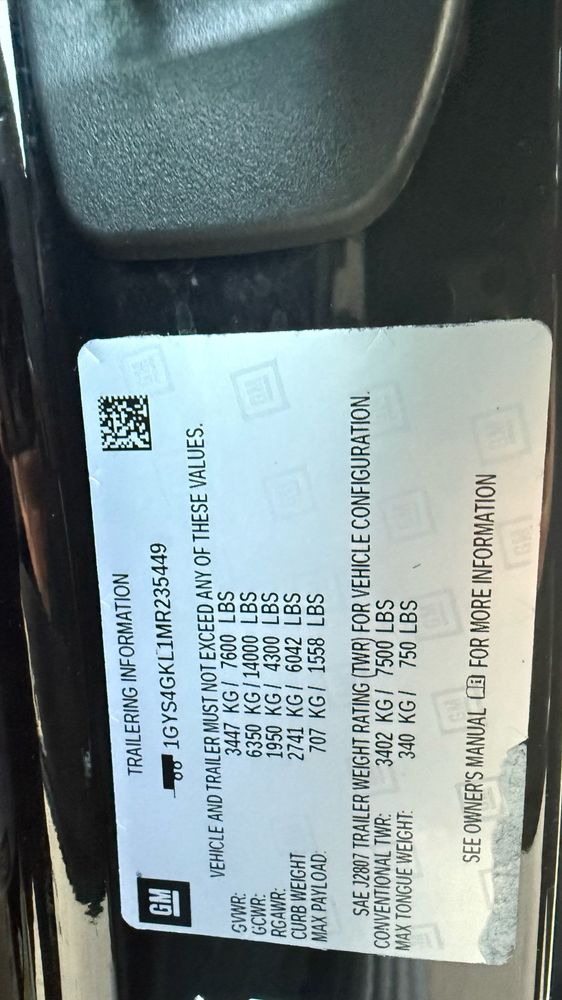 GM
TRAILERING INFORMATION
1GYS4GKL1MR235449
VEHICLE AND TRAILER MUST NOT EXCEED ANY OF THESE VALUES.
GVWR: 3447 KG / 7600 LBS
GCWR: 6350 KG / 14000 LBS
RGAWR: 1950 KG / 4300 LBS
CURB WEIGHT 2741 KG / 6042 LBS
MAX PAYLOAD: 707 KG / 1558 LBS
SAE J2807 TRAILER WEIGHT RATING (TWR) FOR VEHICLE CONFIGURATION.
CONVENTIONAL TWR: 3402 KG / 7500 LBS
MAX TONGUE WEIGHT: 340 KG / 750 LBS
SEE OWNER'S MANUAL FOR MORE INFORMATION